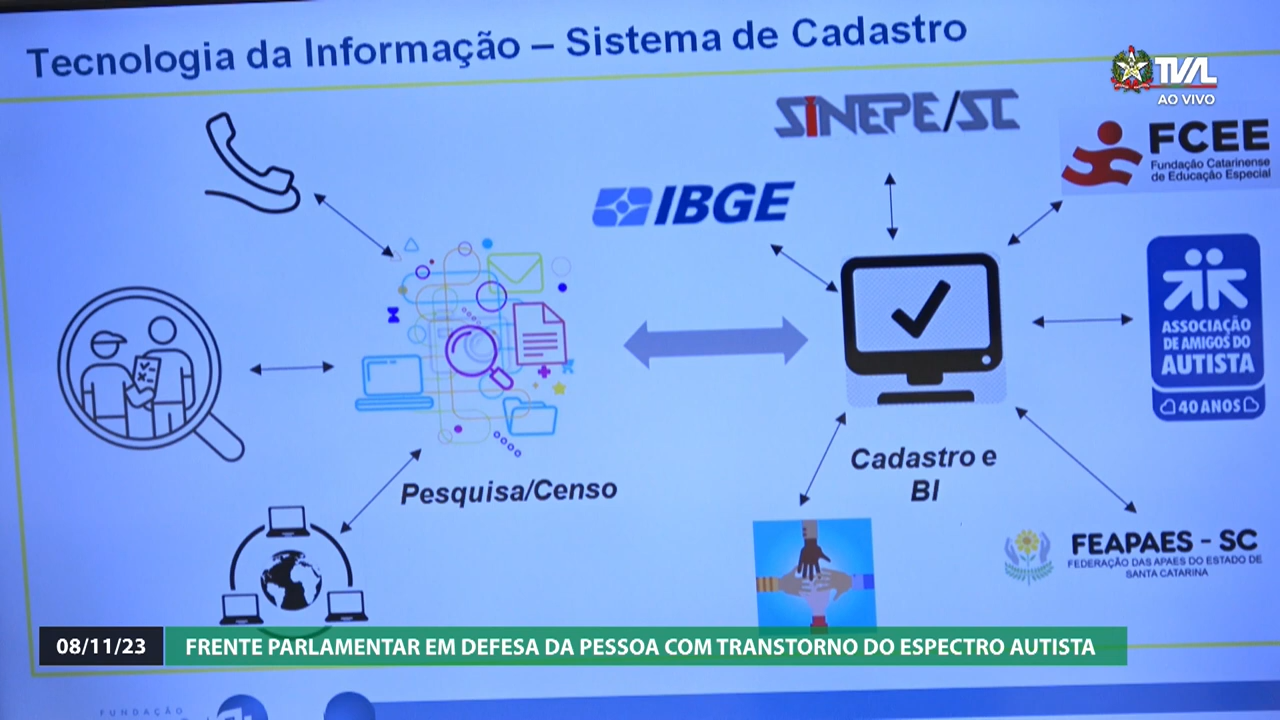 Tecnologia da Informação – Sistema de Cadastro
TVAL
AO VIVO
SINEPE/SC
FCEE
Fundação Catarinense
de Educação Especial
IBGE
ASSOCIAÇÃO
DE AMIGOS DO
AUTISTA
40 ANOS
Pesquisa/Censo
Cadastro e
BI
FEAPAES - SC
FEDERAÇÃO DAS APAES DO ESTADO DE
SANTA CATARINA
08/11/23
FRENTE PARLAMENTAR EM DEFESA DA PESSOA COM TRANSTORNO DO ESPECTRO AUTISTA
FUNDAÇÃO